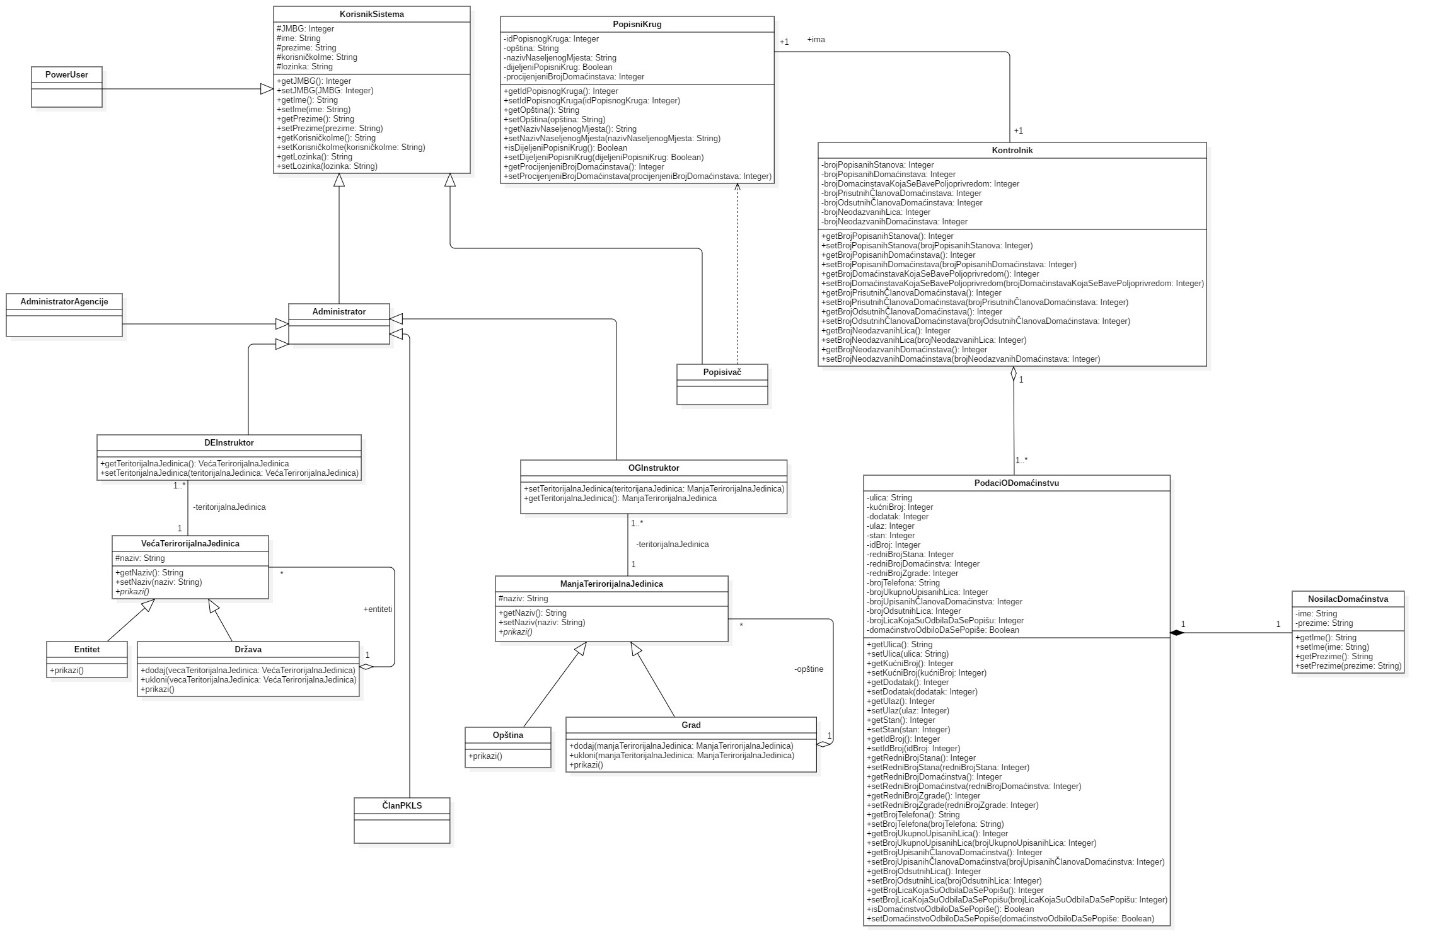 KorisnikSistema
#JMBG: Integer
#ime: String
#prezime: String
#korisničkoIme: String
#lozinka: String
+getJMBG(): Integer
+setJMBG(JMBG: Integer)
+getIme(): String
+setIme(ime: String)
+getPrezime(): String
+setPrezime(prezime: String)
+getKorisničkoIme(): String
+setKorisničkoIme(korisničkoIme: String)
+getLozinka(): String
+setLozinka(lozinka: String)
PopisniKrug
-idPopisnogKruga: Integer
-opština: String
-nazivNaseljenogMjesta: String
-dijeljeniPopisniKrug: Boolean
-procijenjeniBrojDomaćinstava: Integer
+getIdPopisnogKruga(): Integer
+setIdPopisnogKruga(idPopisnogKruga: Integer)
+getOpština(): String
+setOpština(opština: String)
+getNazivNaseljenogMjesta(): String
+setNazivNaseljenogMjesta(nazivNaseljenogMjesta: String)
+isDijeljeniPopisniKrug(): Boolean
+setDijeljeniPopisniKrug(dijeljeniPopisniKrug: Boolean)
+getProcijenjeniBrojDomaćinstava(): Integer
+setProcijenjeniBrojDomaćinstava(procijenjeniBrojDomaćinstava: Integer)
+1
+ima
+1
PowerUser
Kontrolnik
-brojPopisanihStanova: Integer
-brojPopisanihDomaćinstava: Integer
-brojDomacinstavaKojaSeBavePoljoprivredom: Integer
-brojPrisutnihČlanovaDomaćinstava: Integer
-brojOdsutnihČlanovaDomaćinstava: Integer
-brojNeodazvanihLica: Integer
-brojNeodazvanihDomaćinstava: Integer
+getBrojPopisanihStanova(): Integer
+setBrojPopisanihStanova(brojPopisanihStanova: Integer)
+getBrojPopisanihDomaćinstava(): Integer
+setBrojPopisanihDomaćinstava(brojPopisanihDomaćinstava: Integer)
+getBrojDomaćinstavaKojaSeBavePoljoprivredom(): Integer
+setBrojDomaćinstavaKojaSeBavePoljoprivredom(brojDomaćinstavaKojaSeBavePoljoprivredom: Integer)
+getBrojPrisutnihČlanovaDomaćinstava(): Integer
+setBrojPrisutnihČlanovaDomaćinstava(brojPrisutnihČlanovaDomaćinstava: Integer)
+getBrojOdsutnihČlanovaDomaćinstava(): Integer
+setBrojOdsutnihČlanovaDomaćinstava(brojOdsutnihČlanovaDomaćinstava: Integer)
+getBrojNeodazvanihLica(): Integer
+setBrojNeodazvanihLica(brojNeodazvanihLica: Integer)
+getBrojNeodazvanihDomaćinstava(): Integer
+setBrojNeodazvanihDomaćinstava(brojNeodazvanihDomaćinstava: Integer)
1
1..*
AdministratorAgencije
Administrator
Popisivač
DEInstruktor
+getTeritorijalnaJedinica(): VećaTerirorijalnaJedinica
+setTeritorijalnaJedinica(teritorijalnaJedinica: VećaTerirorijalnaJedinica)
1..*
-teritorijalnaJedinica
1
VećaTerirorijalnaJedinica
#naziv: String
+getNaziv(): String
+setNaziv(naziv: String)
+prikazi()
*
+entiteti
1
Entitet
+prikazi()
Država
+dodaj(vecaTeritorijalnaJedinica: VećaTerirorijalnaJedinica)
+ukloni(vecaTeritorijalnaJedinica: VećaTerirorijalnaJedinica)
+prikazi()
OGInstruktor
+setTeritorijalnaJedinica(teritorijanaJedinica: ManjaTerirorijalnaJedinica)
+getTeritorijalnaJedinica(): ManjaTerirorijalnaJedinica
1..*
-teritorijalnaJedinica
1
ManjaTerirorijalnaJedinica
#naziv: String
+getNaziv(): String
+setNaziv(naziv: String)
+prikazi()
*
-opštine
1
Opština
+prikazi()
Grad
+dodaj(manjaTerirorijalnaJedinica: ManjaTerirorijalnaJedinica)
+ukloni(manjaTeritorijalnaJedinica: ManjaTerirorijalnaJedinica)
+prikazi()
ČlanPKLS
PodaciODomaćinstvu
-ulica: String
-kućniBroj: Integer
-dodatak: Integer
-ulaz: Integer
-stan: Integer
-idBroj: Integer
-redniBrojStana: Integer
-redniBrojDomaćinstva: Integer
-redniBrojZgrade: Integer
-brojTelefona: String
-brojUkupnoUpisanihLica: Integer
-brojUpisanihČlanovaDomaćinstva: Integer
-brojOdsutnihLica: Integer
-brojLicaKojaSuOdbilaDaSePopišu: Integer
-domaćinstvoOdbiloDaSePopiše: Boolean
+getUlica(): String
+setUlica(ulica: String)
+getKućniBroj(): Integer
+setKućniBroj(kućniBroj: Integer)
+getDodatak(): Integer
+setDodatak(dodatak: Integer)
+getUlaz(): Integer
+setUlaz(ulaz: Integer)
+getStan(): Integer
+setStan(stan: Integer)
+getIdBroj(): Integer
+setIdBroj(idBroj: Integer)
+getRedniBrojStana(): Integer
+setRedniBrojStana(redniBrojStana: Integer)
+getRedniBrojDomaćinstva(): Integer
+setRedniBrojDomaćinstva(redniBrojDomaćinstva: Integer)
+getRedniBrojZgrade(): Integer
+setRedniBrojZgrade(redniBrojZgrade: Integer)
+getBrojTelefona(): String
+setBrojTelefona(brojTelefona: String)
+getBrojUkupnoUpisanihLica(): Integer
+setBrojUkupnoUpisanihLica(brojUkupnoUpisanihLica: Integer)
+getBrojUpisanihČlanovaDomaćinstva(): Integer
+setBrojUpisanihČlanovaDomaćinstva(brojUpisanihČlanovaDomaćinstva: Integer)
+getBrojOdsutnihLica(): Integer
+setBrojOdsutnihLica(brojOdsutnihLica: Integer)
+getBrojLicaKojaSuOdbilaDaSePopišu(): Integer
+setBrojLicaKojaSuOdbilaDaSePopišu(brojLicaKojaSuOdbilaDaSePopišu: Integer)
+isDomaćinstvoOdbiloDaSePopiše(): Boolean
+setDomaćinstvoOdbiloDaSePopiše(domaćinstvoOdbiloDaSePopiše: Boolean)
1
1
NosilacDomaćinstva
-ime: String
-prezime: String
+getIme(): String
+setIme(ime: String)
+getPrezime(): String
+setPrezime(prezime: String)